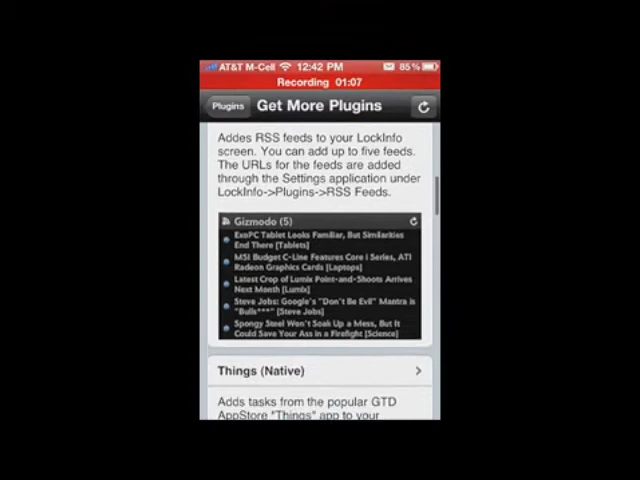 AT&T M-Cell 12:42 PM 85%
Recording 01:07
Plugins Get More Plugins
Addes RSS feeds to your LockInfo
screen. You can add up to five feeds.
The URLs for the feeds are added
through the Settings application under
LockInfo->Plugins->RSS Feeds.
Gizmodo (5)
ExoPC Tablet Looks Familiar, But Similarities
End There [Tablets]
MSI Budget C-Line Features Core i Series, ATI
Radeon Graphics Cards [Laptops]
Latest Crop of Lumix Point-and-Shoots Arrives
Next Month [Lumix]
Steve Jobs: Google's "Don't Be Evil" Mantra is
"Bulls***" [Steve Jobs]
Spongy Steel Won't Soak Up a Mess, But It
Could Save Your Ass in a Firefight [Science]
Things (Native)
Adds tasks from the popular GTD
AppStore "Things" app to your